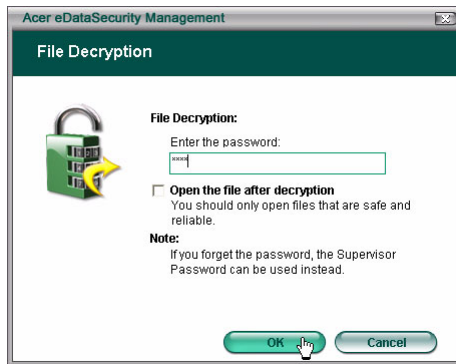 Acer eDataSecurity Management
File Decryption
File Decryption:
Enter the password:
****
Open the file after decryption
You should only open files that are safe and
reliable.
Note:
If you forget the password, the Supervisor
Password can be used instead.
OK
Cancel